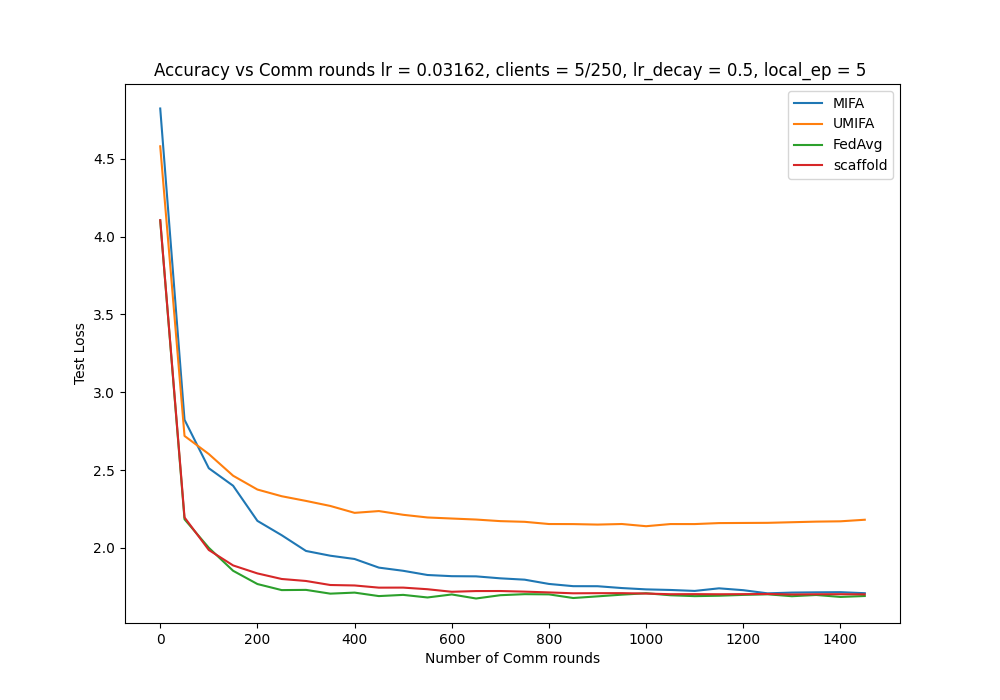 Accuracy vs Comm rounds lr = 0.03162, clients = 5/250, lr_decay = 0.5, local_ep = 5
MIFA
UMIFA
FedAvg
scaffold
4.5
4.0
3.5
3.0
2.5
2.0
Test Loss
0 200 400 600 800 1000 1200 1400
Number of Comm rounds